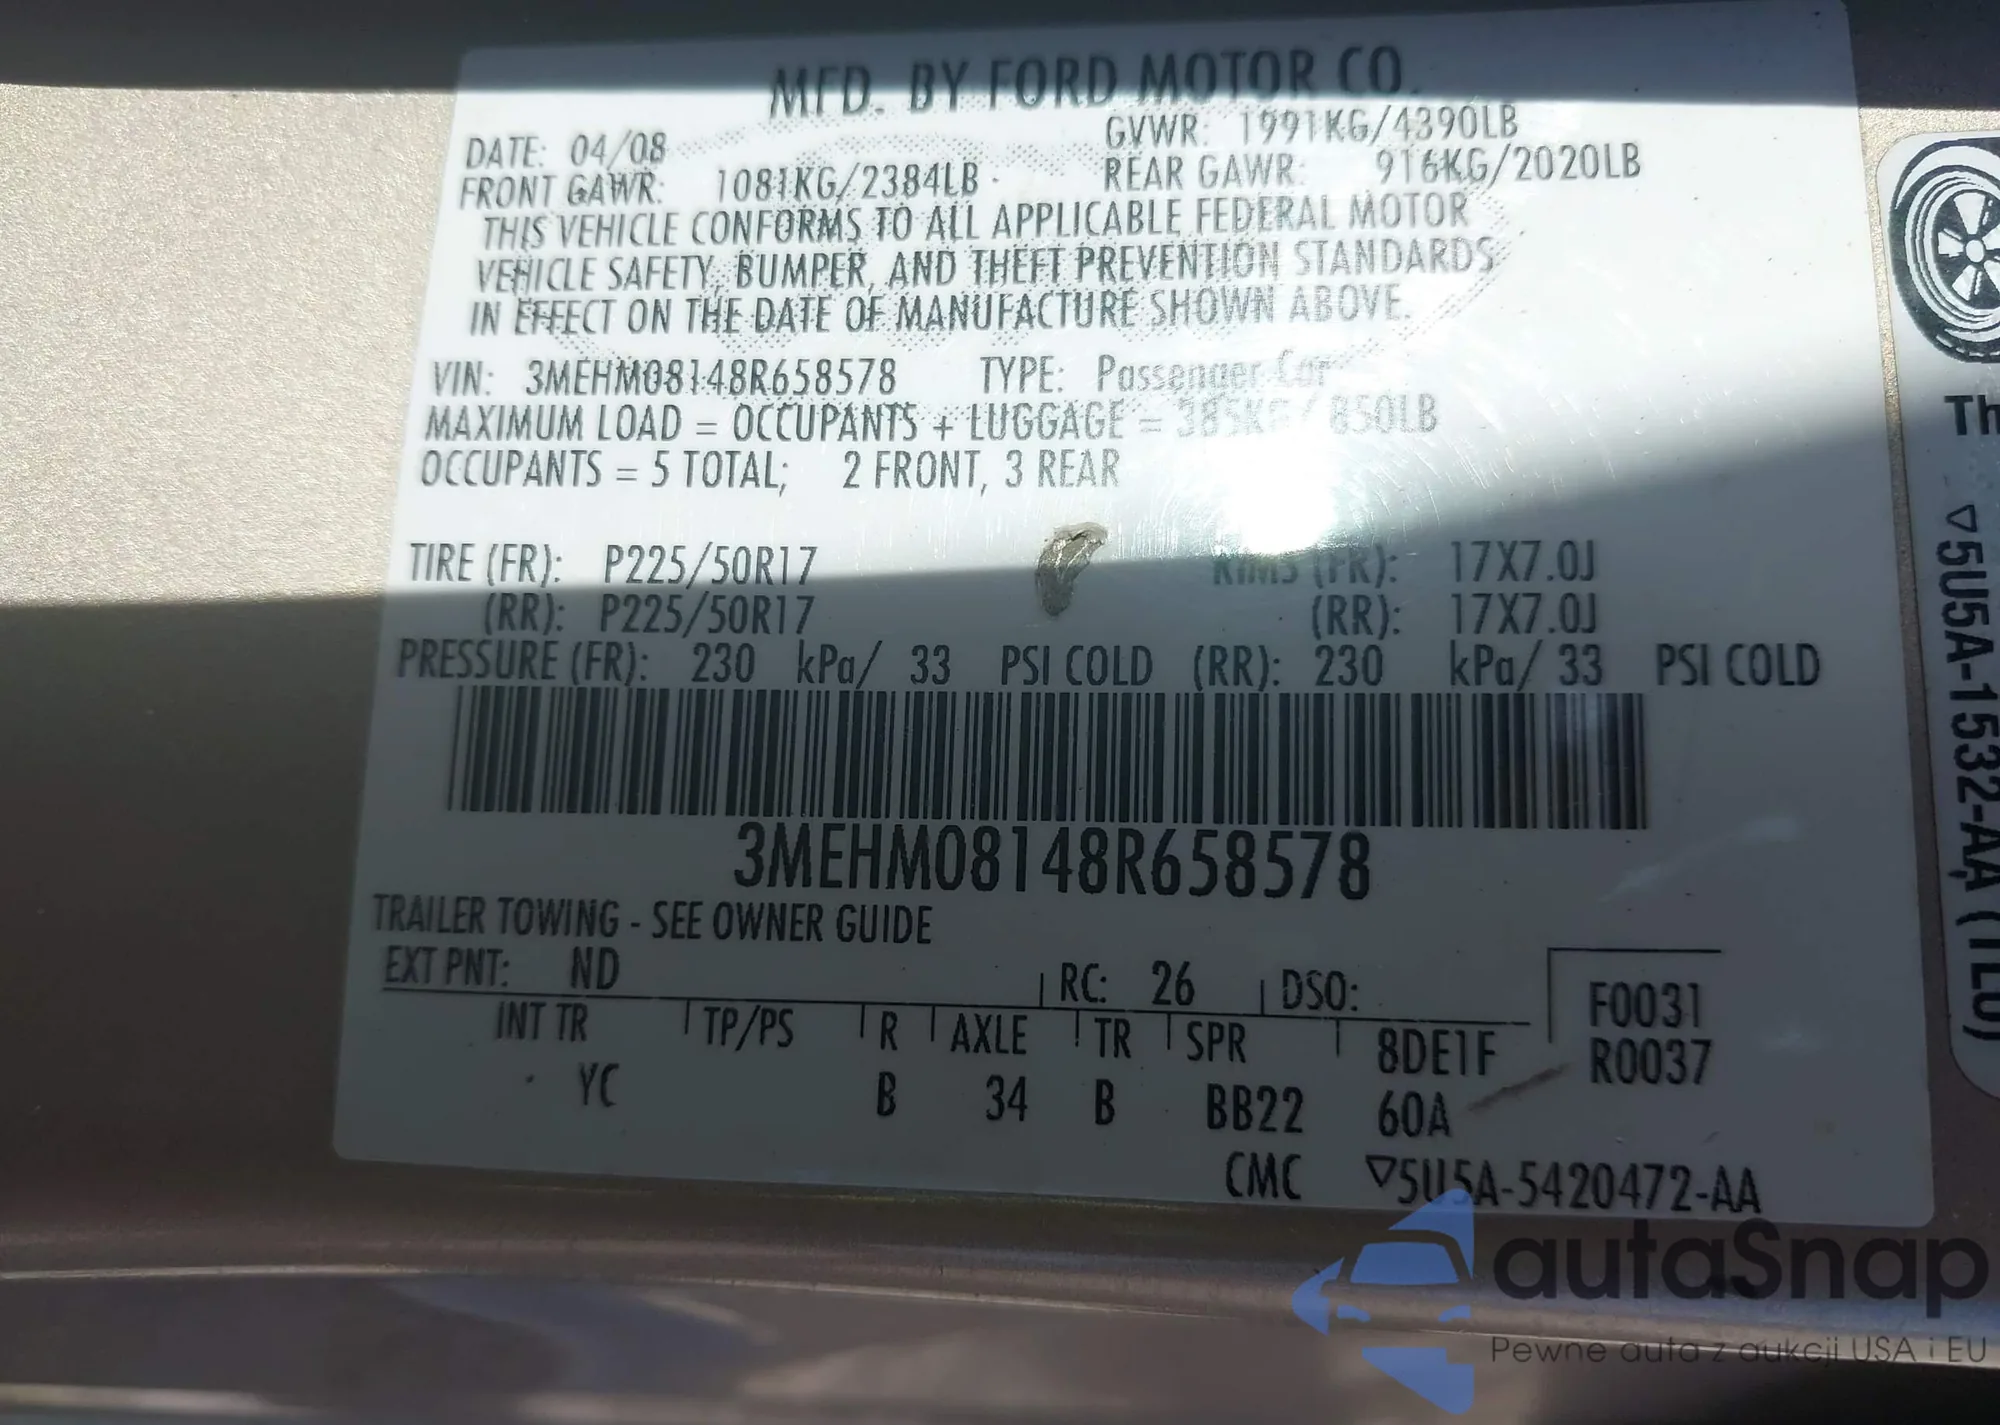 MFD. BY FORD MOTOR CO.
DATE: 04/08 GVWR: 1991KG/4390LB
FRONT GAWR: 1081KG/2384LB REAR GAWR: 916KG/2020LB
THIS VEHICLE CONFORMS TO ALL APPLICABLE FEDERAL MOTOR
VEHICLE SAFETY, BUMPER, AND THEFT PREVENTION STANDARDS
IN EFFECT ON THE DATE OF MANUFACTURE SHOWN ABOVE.
VIN: 3MEHM08148R658578 TYPE: Passenger Car
MAXIMUM LOAD = OCCUPANTS + LUGGAGE = 385KG/ 850LB
OCCUPANTS = 5 TOTAL; 2 FRONT, 3 REAR
TIRE (FR): P225/50R17 RIMS (FR): 17X7.0J
(RR): P225/50R17 (RR): 17X7.0J
PRESSURE (FR): 230 kPa/ 33 PSI COLD (RR): 230 kPa/ 33 PSI COLD
3MEHM08148R658578
TRAILER TOWING - SEE OWNER GUIDE
EXT PNT: ND RC: 26 DSO: F0031
INT TR TP/PS R AXLE TR SPR 8DE1F R0037
YC B 34 B BB22 60A
CMC ▽5U5A-5420472-AA
Th
▽5U5A-1532-AA (TLU)
autaSnap
Pewne auta z aukcji USA i EU